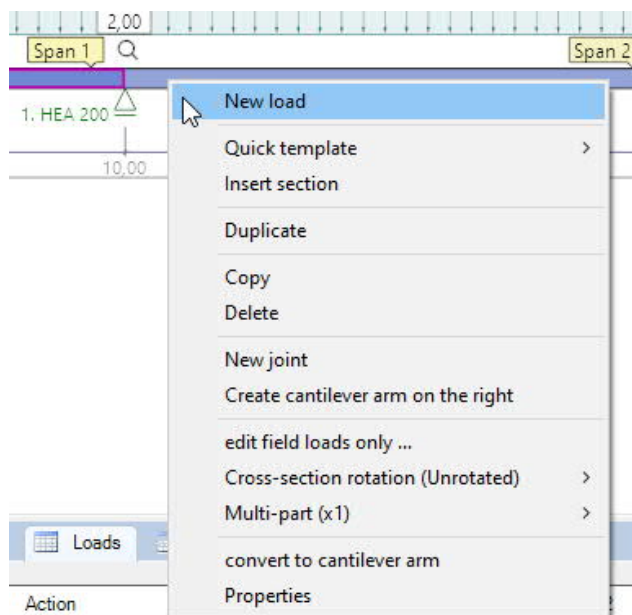 2,00
Span 1
Span 2
1. HEA 200
10,00
New load
Quick template
Insert section
Duplicate
Copy
Delete
New joint
Create cantilever arm on the right
edit field loads only ...
Cross-section rotation (Unrotated)
Multi-part (x1)
convert to cantilever arm
Properties
Loads
Action